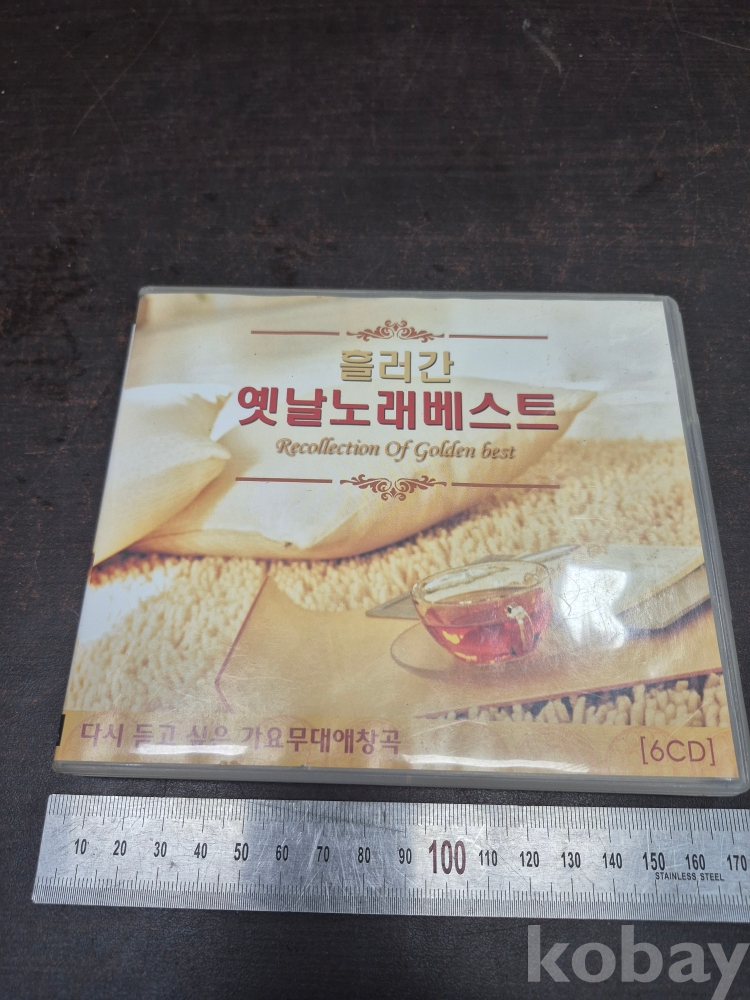 흘러간
옛날노래베스트
Recollection Of Golden best
다시 듣고 싶은 가요무대애창곡
[6CD]
10 20 30 40 50 60 70 80 90 100 110 120 130 140 150 160 170
STAINLESS STEEL
kobay